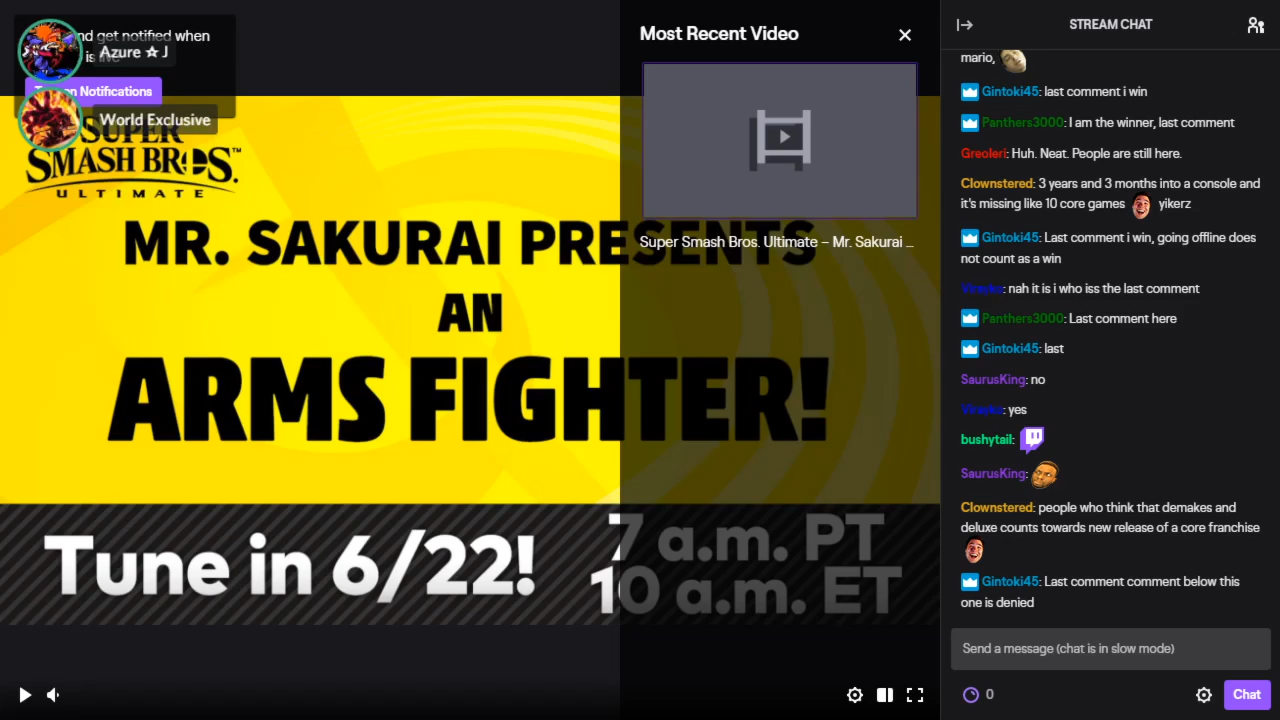 nd get notified when
is live
Azure ☆ J
n Notifications
World Exclusive
SUPER
SMASH BROS.™
ULTIMATE
MR. SAKURAI PRESENTS
AN
ARMS FIGHTER!
Tune in 6/22!
7 a.m. PT
10 a.m. ET
Most Recent Video
Super Smash Bros. Ultimate – Mr. Sakurai ...
STREAM CHAT
mario,
Gintoki45: last comment i win
Panthers3000: I am the winner, last comment
Greoleri: Huh. Neat. People are still here.
Clownstered: 3 years and 3 months into a console and
it's missing like 10 core games yikerz
Gintoki45: Last comment i win, going offline does
not count as a win
: nah it is i who iss the last comment
Panthers3000: Last comment here
Gintoki45: last
SaurusKing: no
: yes
bushytail:
SaurusKing:
Clownstered: people who think that demakes and
deluxe counts towards new release of a core franchise
Gintoki45: Last comment comment below this
one is denied
Send a message (chat is in slow mode)
0
Chat